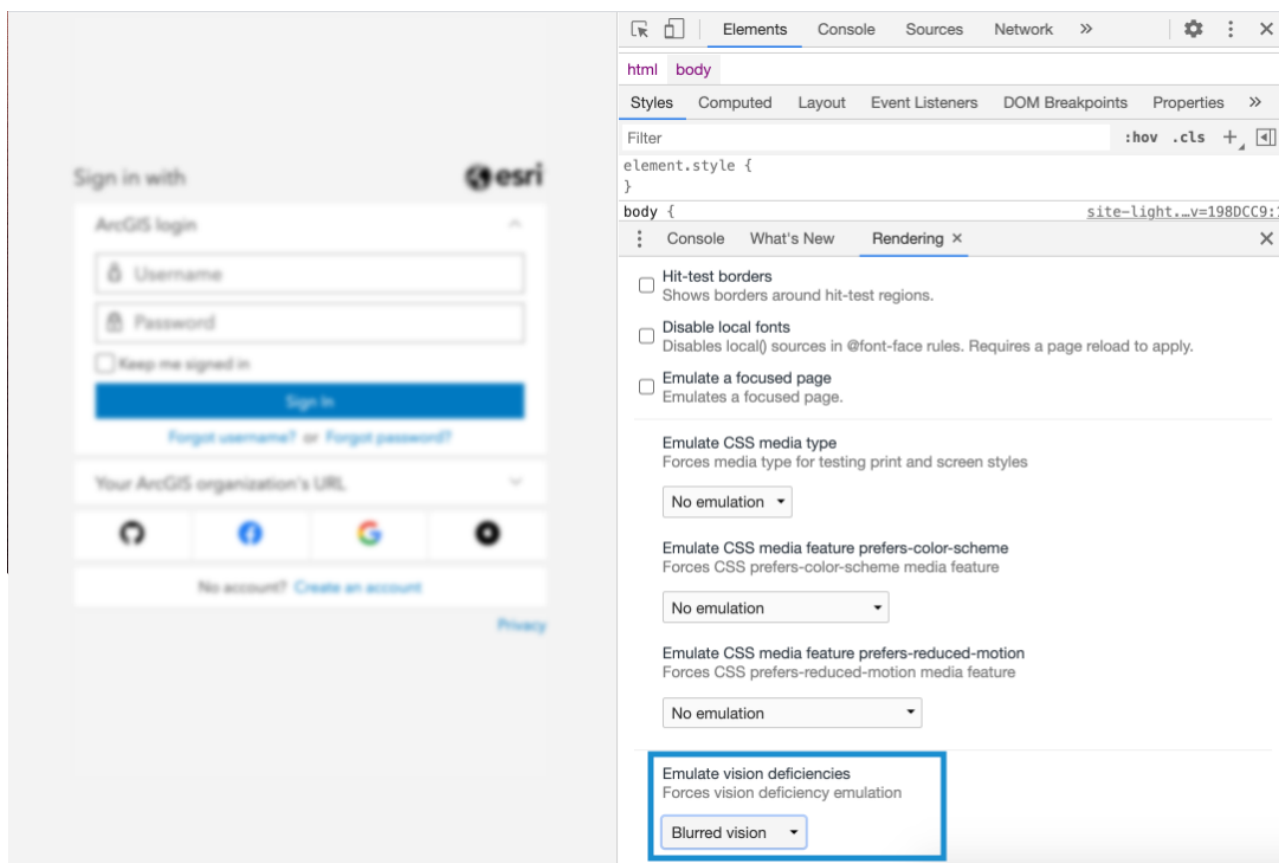 Sign in with
esri
ArcGIS login
Username
Password
Keep me signed in
Sign In
Forgot username? or Forgot password?
Your ArcGIS organization's URL
No account? Create an account
Privacy
Elements Console Sources Network »
html body
Styles Computed Layout Event Listeners DOM Breakpoints Properties »
Filter :hov .cls +
element.style {
}
body { site-light.…v=198DCC9:1
Console What's New Rendering ×
Hit-test borders
Shows borders around hit-test regions.
Disable local fonts
Disables local() sources in @font-face rules. Requires a page reload to apply.
Emulate a focused page
Emulates a focused page.
Emulate CSS media type
Forces media type for testing print and screen styles
No emulation
Emulate CSS media feature prefers-color-scheme
Forces CSS prefers-color-scheme media feature
No emulation
Emulate CSS media feature prefers-reduced-motion
Forces CSS prefers-reduced-motion media feature
No emulation
Emulate vision deficiencies
Forces vision deficiency emulation
Blurred vision